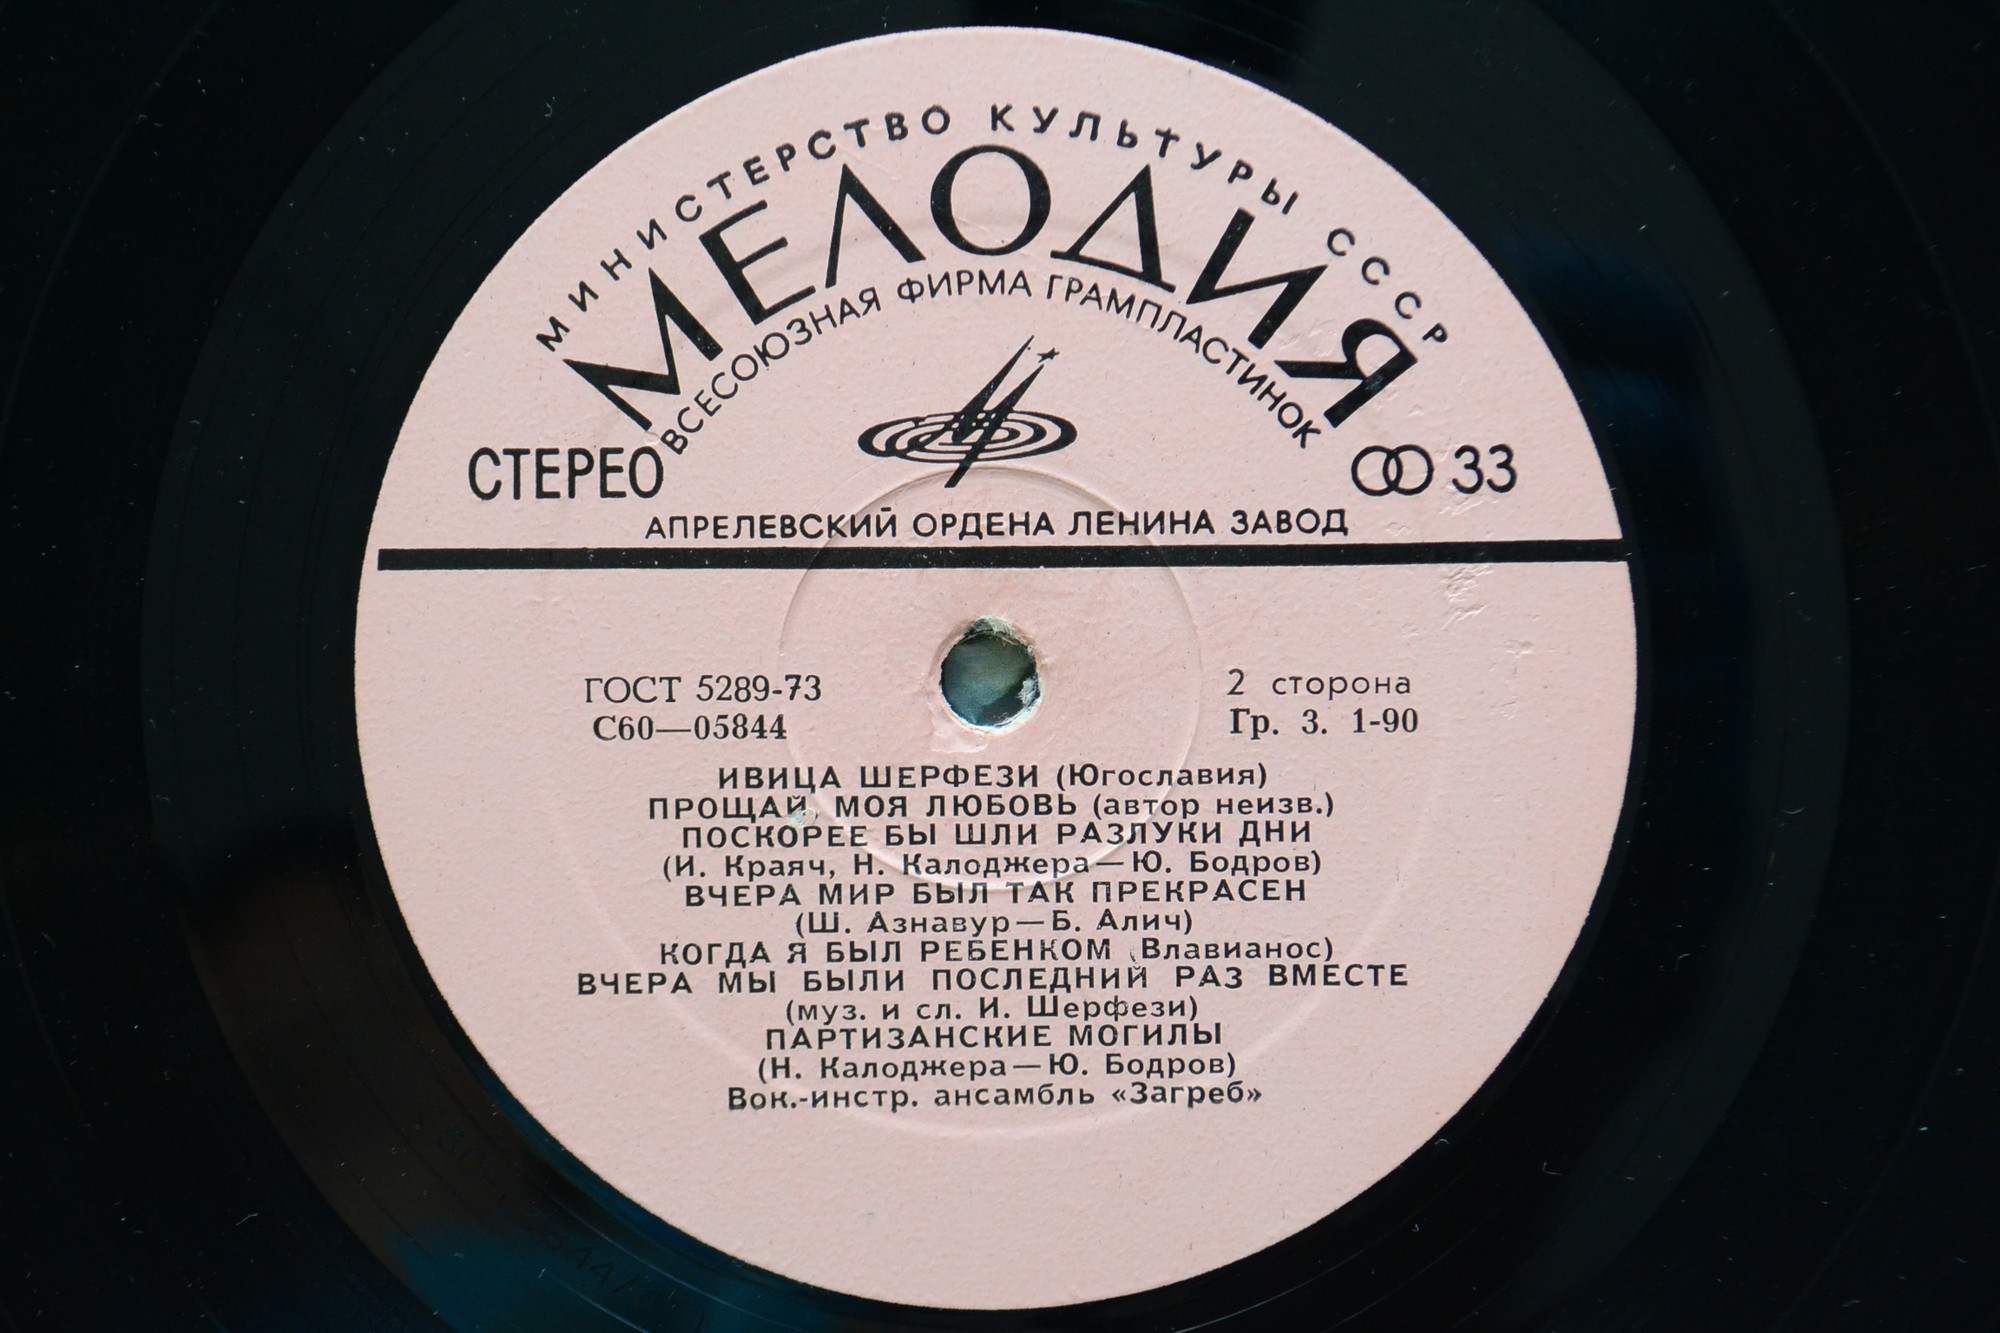 МИНИСТЕРСТВО КУЛЬТУРЫ СССР
МЕЛОДИЯ
ВСЕСОЮЗНАЯ ФИРМА ГРАМПЛАСТИНОК
СТЕРЕО
33
АПРЕЛЕВСКИЙ ОРДЕНА ЛЕНИНА ЗАВОД
ГОСТ 5289-73
С60—05844
2 сторона
Гр. 3. 1-90
ИВИЦА ШЕРФЕЗИ (Югославия)
ПРОЩАЙ, МОЯ ЛЮБОВЬ (автор неизв.)
ПОСКОРЕЕ БЫ ШЛИ РАЗЛУКИ ДНИ
(И. Краяч, Н. Калоджера—Ю. Бодров)
ВЧЕРА МИР БЫЛ ТАК ПРЕКРАСЕН
(Ш. Азнавур—Б. Алич)
КОГДА Я БЫЛ РЕБЕНКОМ (Влавианос)
ВЧЕРА МЫ БЫЛИ ПОСЛЕДНИЙ РАЗ ВМЕСТЕ
(муз. и сл. И. Шерфези)
ПАРТИЗАНСКИЕ МОГИЛЫ
(Н. Калоджера—Ю. Бодров)
Вок.-инстр. ансамбль «Загреб»